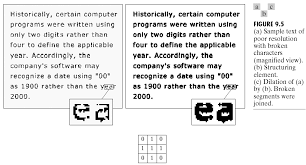 Historically, certain computer
programs were written using
only two digits rather than
four to define the applicable
year. Accordingly, the
company's software may
recognize a date using "00"
as 1900 rather than the year
2000.
ea
Historically, certain computer
programs were written using
only two digits rather than
four to define the applicable
year. Accordingly, the
company's software may
recognize a date using "00"
as 1900 rather than the year
2000.
ea
0 1 0
1 1 1
0 1 0
a c
b
FIGURE 9.5
(a) Sample text of
poor resolution
with broken
characters
(magnified view).
(b) Structuring
element.
(c) Dilation of (a)
by (b). Broken
segments were
joined.